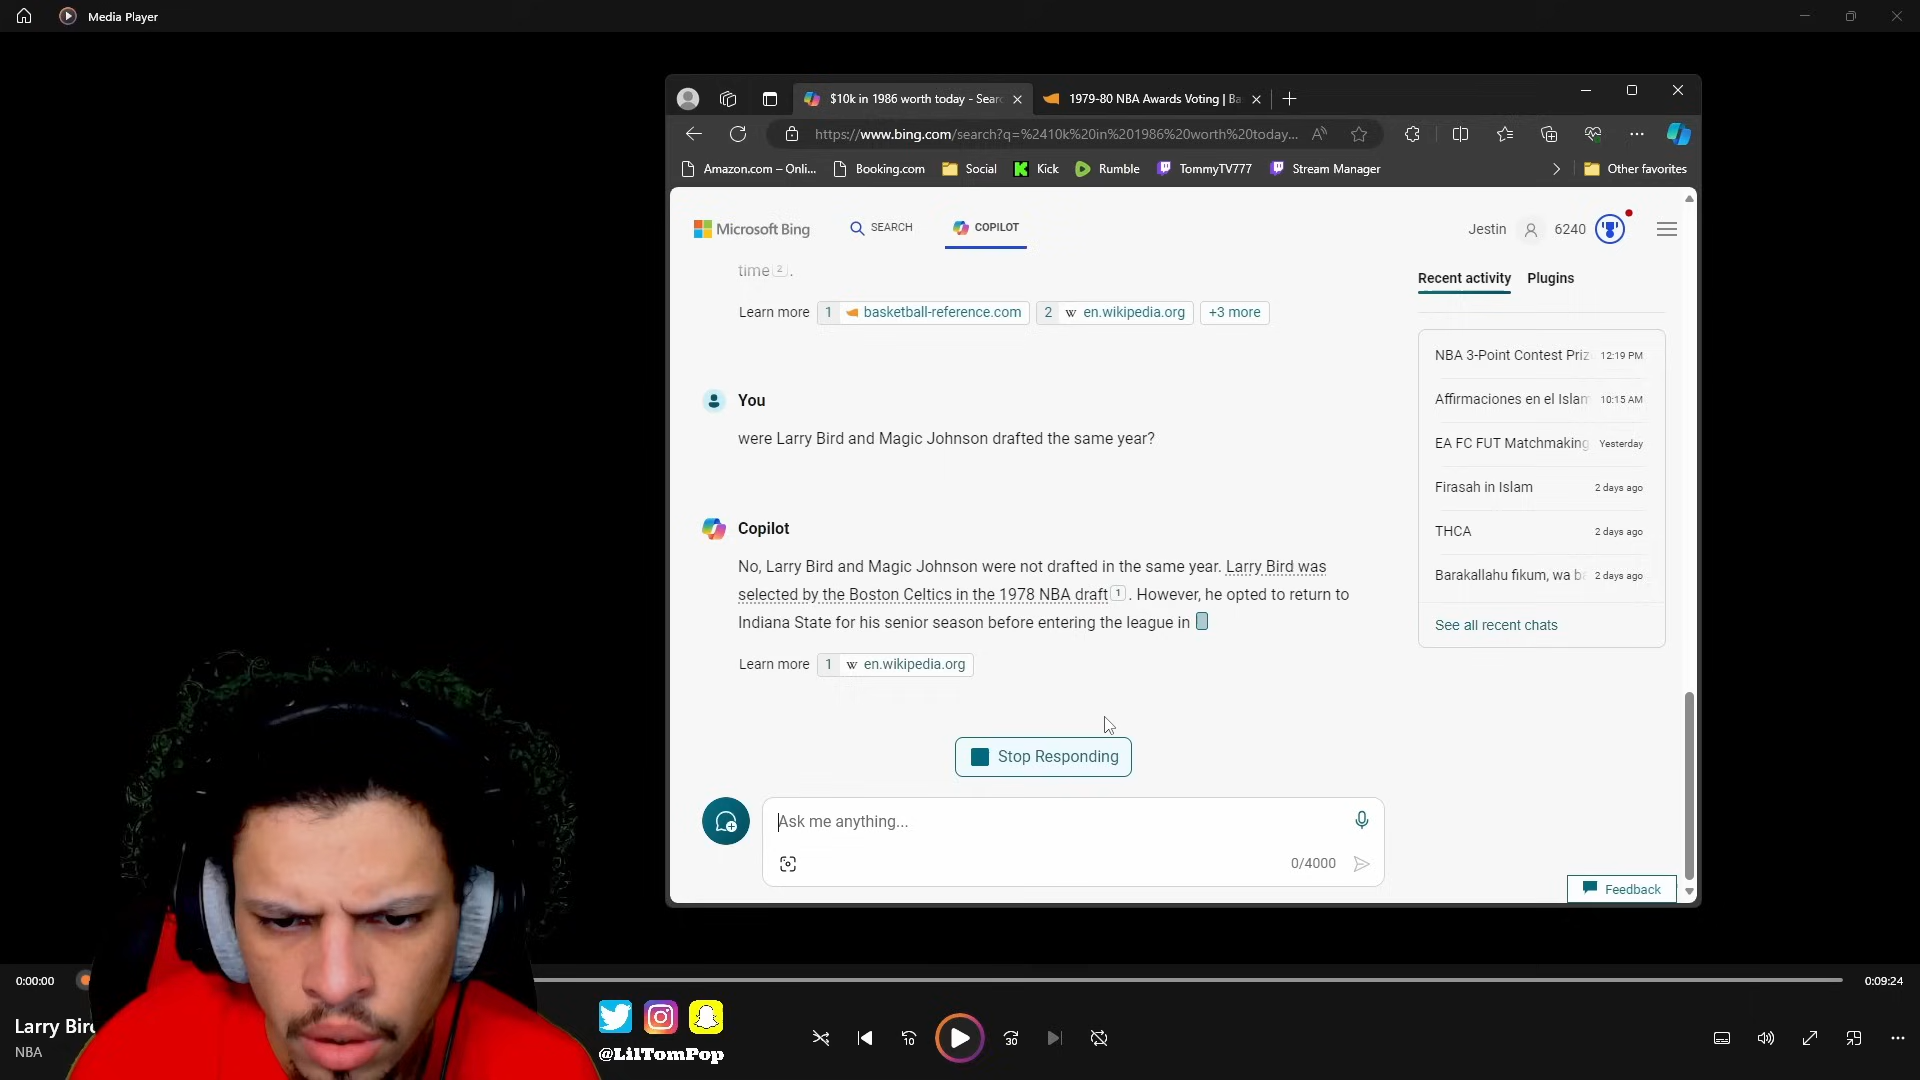 Media Player
$10k in 1986 worth today - Sear
1979-80 NBA Awards Voting | Ba
https://www.bing.com/search?q=%2410k%20in%201986%20worth%20today...
Amazon.com – Onli...
Booking.com
Social
Kick
Rumble
TommyTV777
Stream Manager
Other favorites
Microsoft Bing
SEARCH
COPILOT
Jestin
6240
time 2 .
Learn more 1 basketball-reference.com 2 W en.wikipedia.org +3 more
You
were Larry Bird and Magic Johnson drafted the same year?
Copilot
No, Larry Bird and Magic Johnson were not drafted in the same year. Larry Bird was
selected by the Boston Celtics in the 1978 NBA draft 1 . However, he opted to return to
Indiana State for his senior season before entering the league in
Learn more 1 W en.wikipedia.org
Stop Responding
Ask me anything...
0/4000
Recent activity
Plugins
NBA 3-Point Contest Priz 12:19 PM
Affirmaciones en el Islam 10:15 AM
EA FC FUT Matchmaking Yesterday
Firasah in Islam 2 days ago
THCA 2 days ago
Barakallahu fikum, wa ba 2 days ago
See all recent chats
Feedback
0:00:00
0:09:24
Larry Bird
NBA
@LilTomPop
10
30